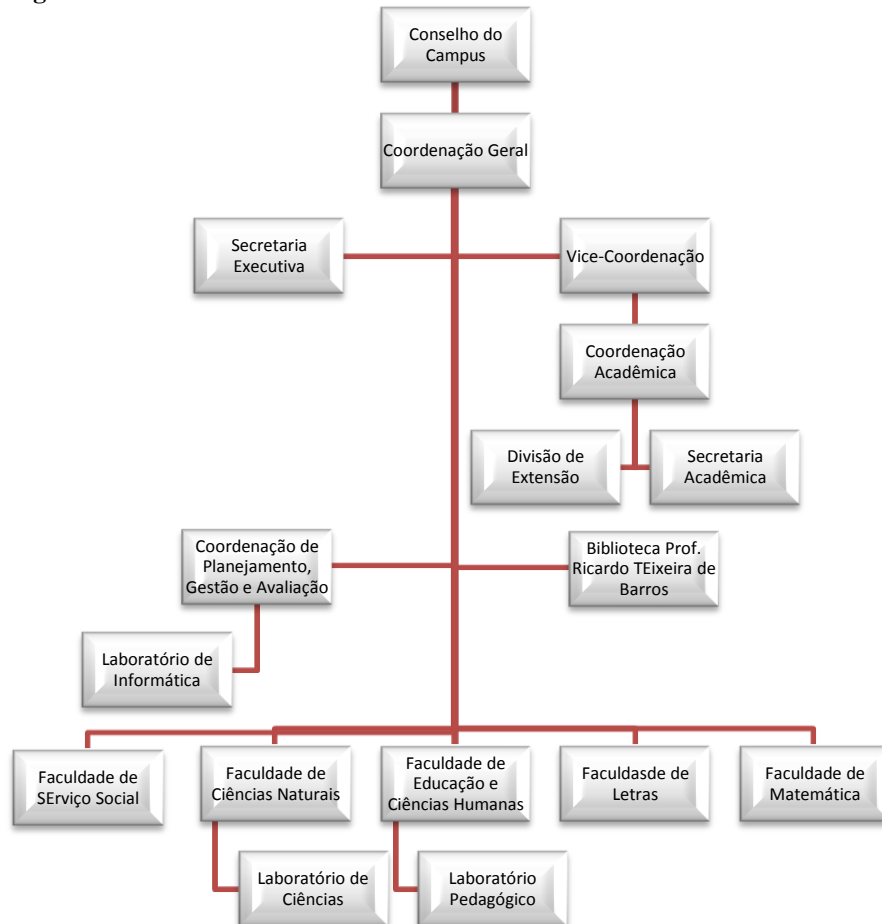 Conselho do
Campus
Coordenação Geral
Secretaria
Executiva
Vice-Coordenação
Coordenação
Acadêmica
Divisão de
Extensão
Secretaria
Acadêmica
Coordenação de
Planejamento,
Gestão e Avaliação
Biblioteca Prof.
Ricardo TEixeira de
Barros
Laboratório de
Informática
Faculdade de
SErviço Social
Faculdade de
Ciências Naturais
Faculdade de
Educação e
Ciências Humanas
Faculdasde de
Letras
Faculdade de
Matemática
Laboratório de
Ciências
Laboratório
Pedagógico